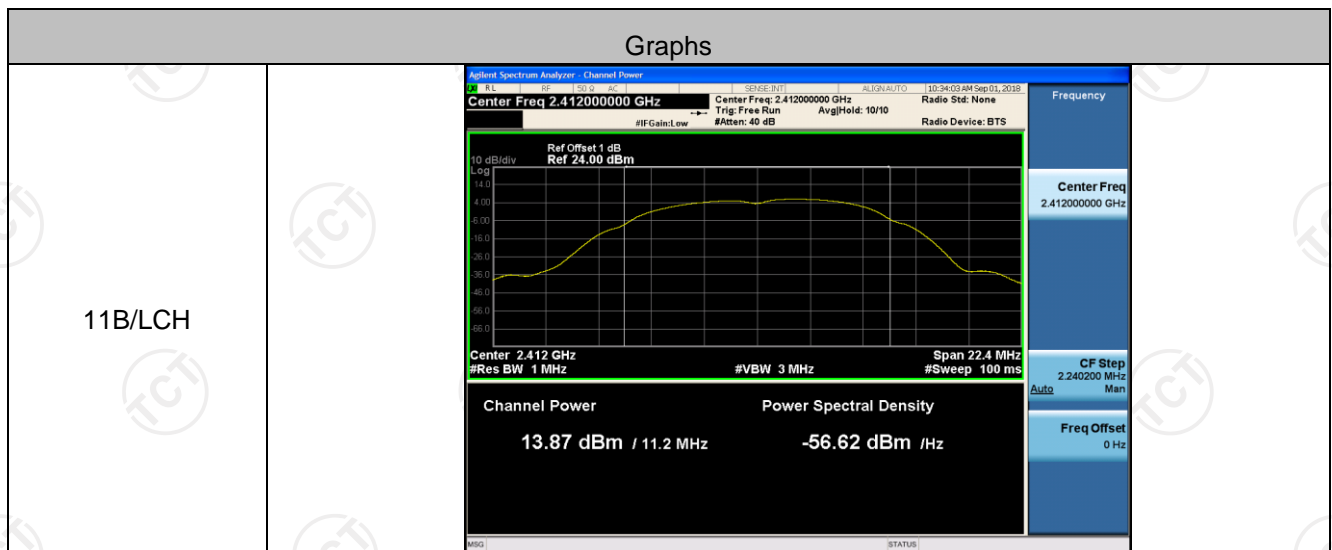 Graphs
11B/LCH
Agilent Spectrum Analyzer - Channel Power
RL RF 50 Ω AC SENSE:INT ALIGNAUTO 10:34:03 AM Sep 01, 2018
Center Freq 2.412000000 GHz
Center Freq: 2.412000000 GHz
Radio Std: None
Trig: Free Run Avg|Hold: 10/10
#IFGain:Low #Atten: 40 dB
Radio Device: BTS
Ref Offset 1 dB
10 dB/div Ref 24.00 dBm
Log
14.0
4.00
-6.00
-16.0
-26.0
-36.0
-46.0
-56.0
-66.0
Center 2.412 GHz Span 22.4 MHz
#Res BW 1 MHz #VBW 3 MHz #Sweep 100 ms
Channel Power Power Spectral Density
13.87 dBm / 11.2 MHz -56.62 dBm /Hz
MSG STATUS
Frequency
Center Freq
2.412000000 GHz
CF Step
2.240200 MHz
Auto Man
Freq Offset
0 Hz
TCT
TCT
TCT
TCT